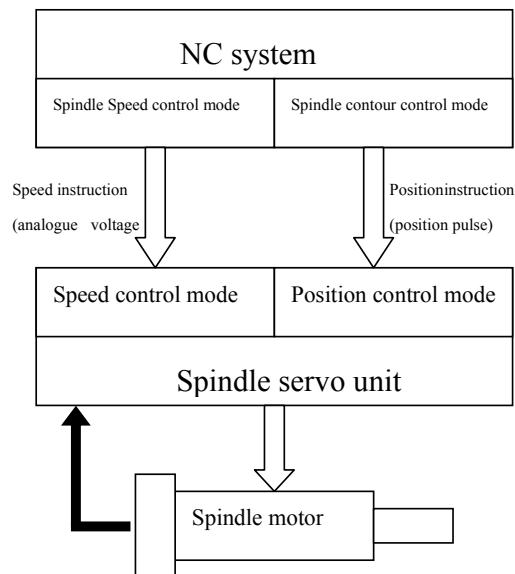 NC system
Spindle Speed control mode
Spindle contour control mode
Speed instruction
(analogue voltage
Positioninstruction
(position pulse)
Speed control mode
Position control mode
Spindle servo unit
Spindle motor